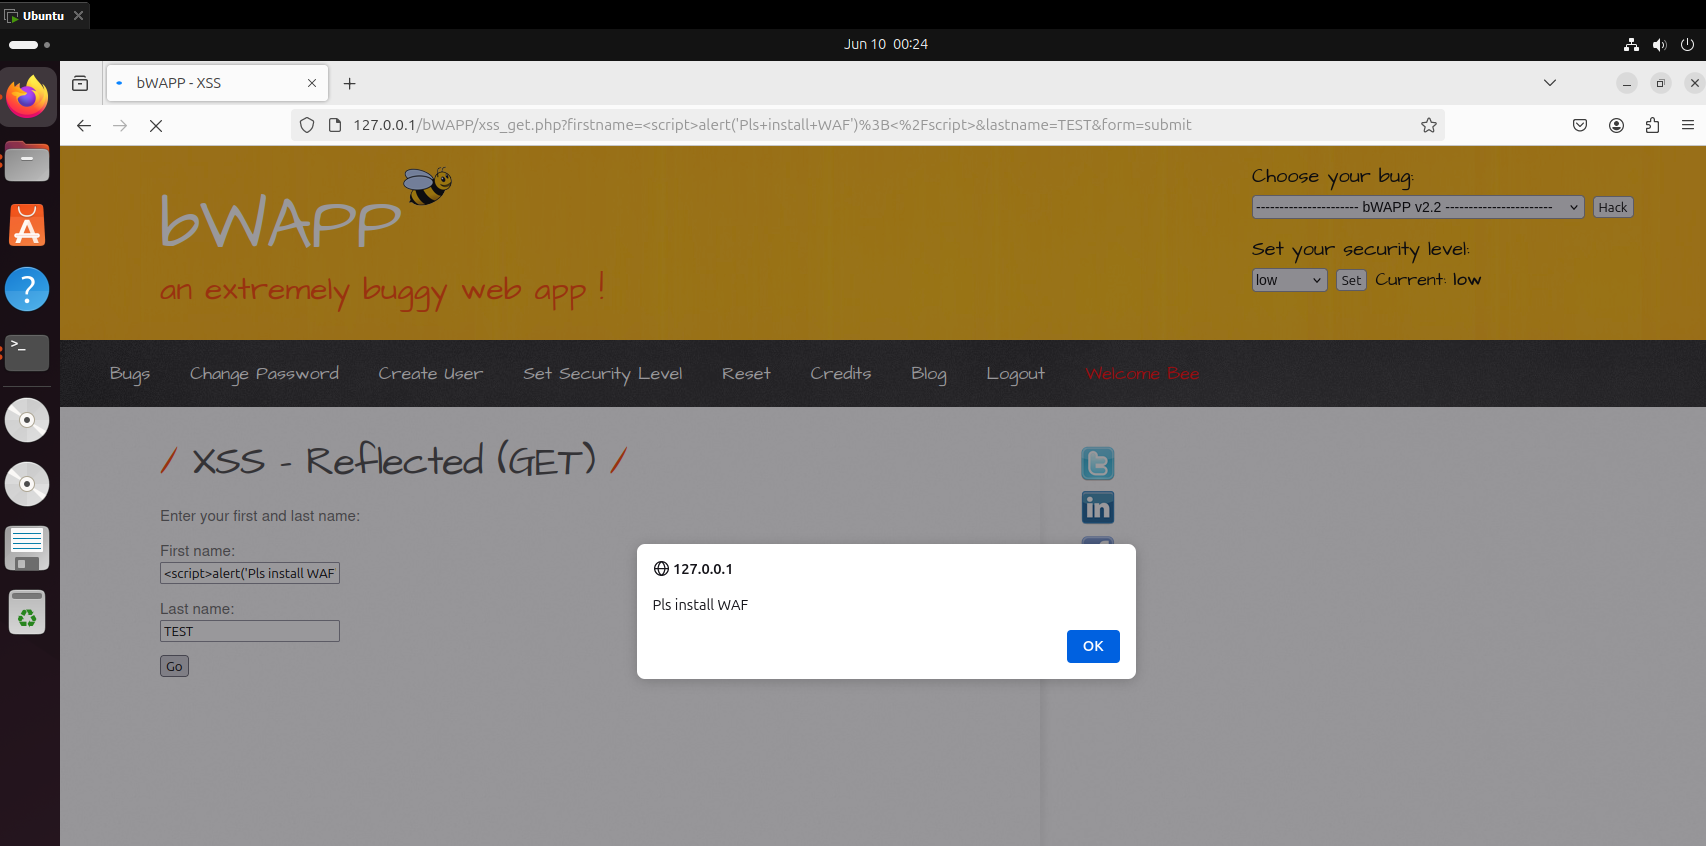 Ubuntu
Jun 10 00:24
bWAPP - XSS
127.0.0.1/bWAPP/xss_get.php?firstname=<script>alert('Pls+install+WAF')%3B<%2Fscript>&lastname=TEST&form=submit
bWAPP
an extremely buggy web app !
Choose your bug:
---------------------- bWAPP v2.2 -----------------------
Hack
Set your security level:
low
Set
Current: low
Bugs
Change Password
Create User
Set Security Level
Reset
Credits
Blog
Logout
Welcome Bee
/ XSS - Reflected (GET) /
Enter your first and last name:
First name:
<script>alert('Pls install WAF
Last name:
TEST
Go
127.0.0.1
Pls install WAF
OK